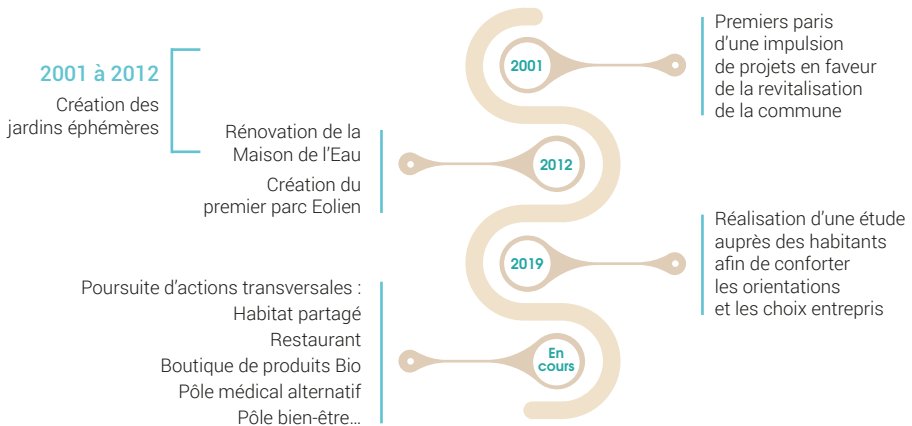 2001 à 2012
Création des
jardins éphémères
2001
Premiers paris
d'une impulsion
de projets en faveur
de la revitalisation
de la commune
Rénovation de la
Maison de l'Eau
Création du
premier parc Eolien
2012
2019
Réalisation d'une étude
auprès des habitants
afin de conforter
les orientations
et les choix entrepris
Poursuite d'actions transversales :
Habitat partagé
Restaurant
Boutique de produits Bio
Pôle médical alternatif
Pôle bien-être…
En
cours